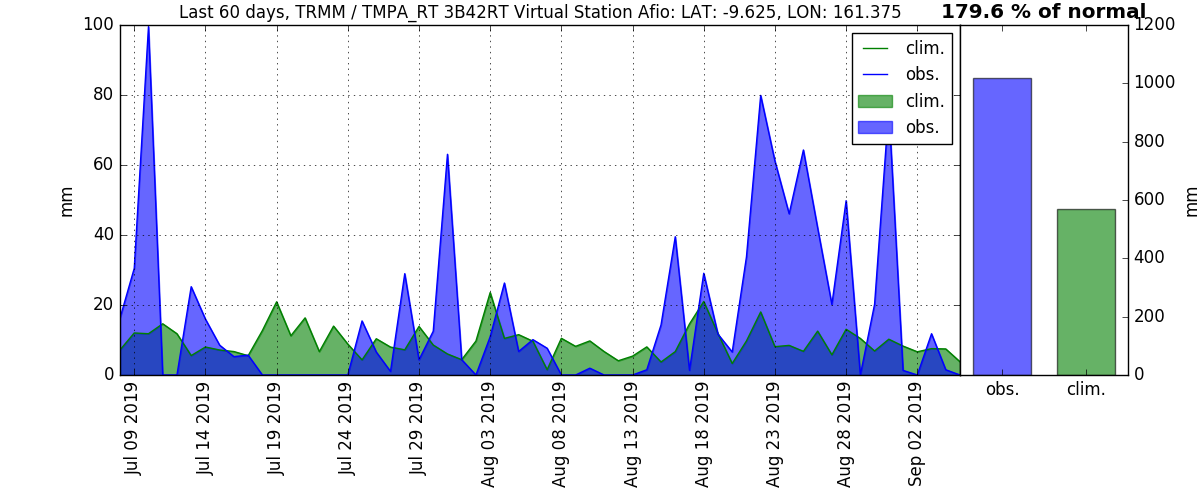 Last 60 days, TRMM / TMPA_RT 3B42RT Virtual Station Afio: LAT: -9.625, LON: 161.375
179.6 % of normal
100
80
60
40
20
0
mm
clim.
obs.
clim.
obs.
Jul 09 2019
Jul 14 2019
Jul 19 2019
Jul 24 2019
Jul 29 2019
Aug 03 2019
Aug 08 2019
Aug 13 2019
Aug 18 2019
Aug 23 2019
Aug 28 2019
Sep 02 2019
1200
1000
800
600
400
200
0
mm
obs.
clim.